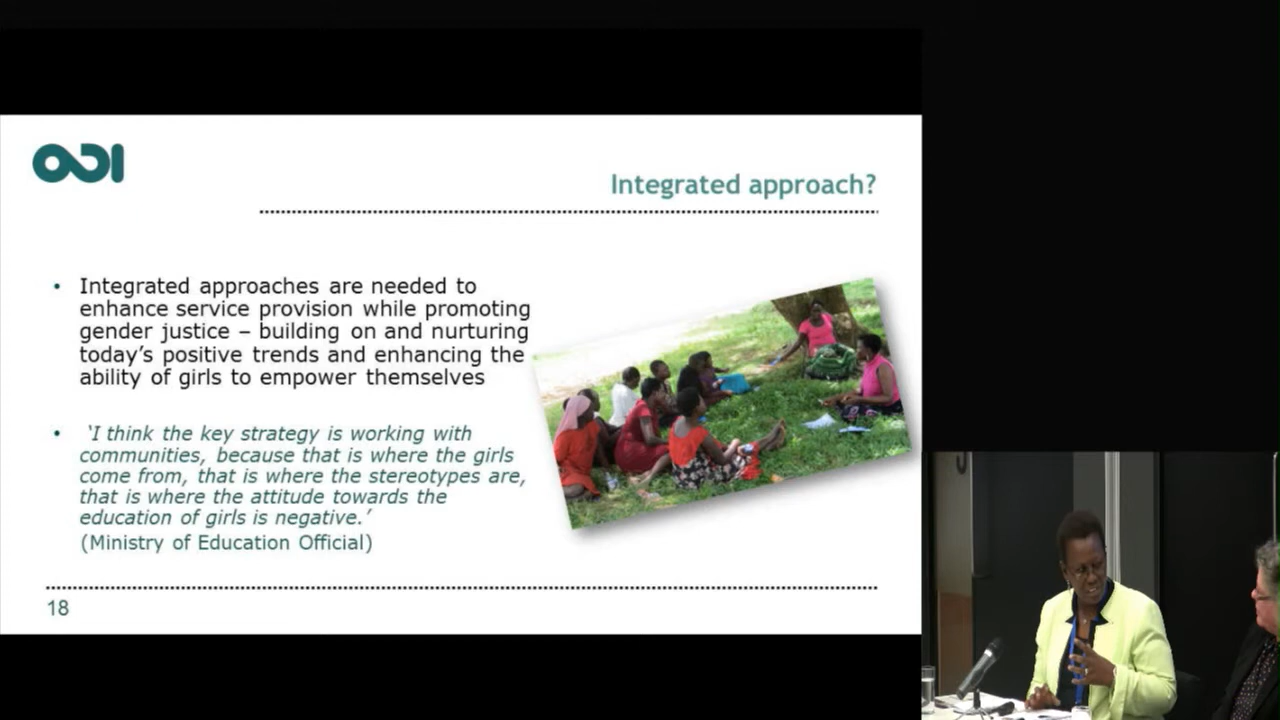 ODI
Integrated approach?
• Integrated approaches are needed to
enhance service provision while promoting
gender justice – building on and nurturing
today’s positive trends and enhancing the
ability of girls to empower themselves
• ‘I think the key strategy is working with
communities, because that is where the girls
come from, that is where the stereotypes are,
that is where the attitude towards the
education of girls is negative.’
(Ministry of Education Official)
18